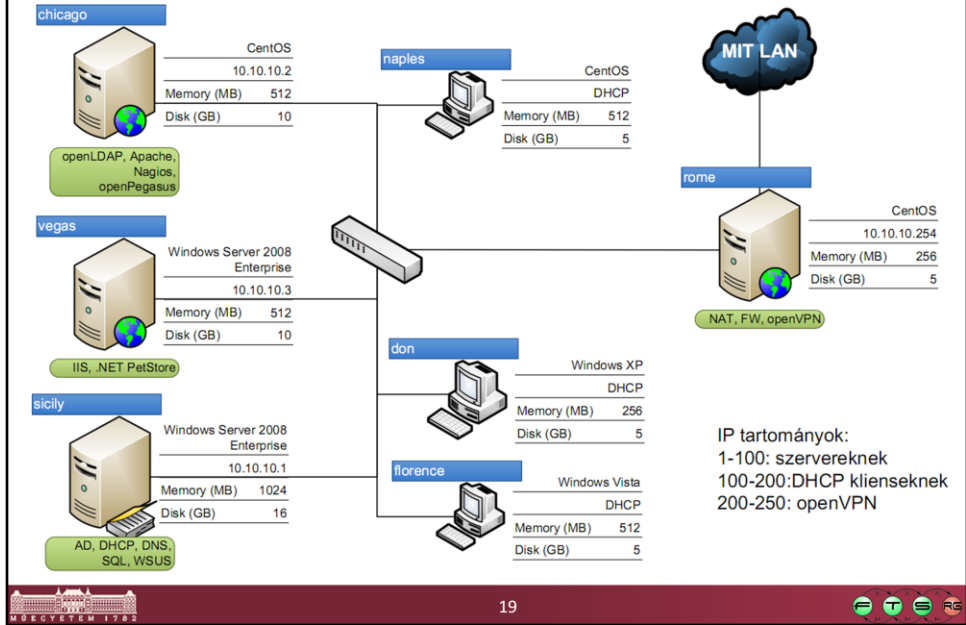 chicago
CentOS
10.10.10.2
Memory (MB) 512
Disk (GB) 10
openLDAP, Apache,
Nagios,
openPegasus
naples
CentOS
DHCP
Memory (MB) 512
Disk (GB) 5
MIT LAN
rome
CentOS
10.10.10.254
Memory (MB) 256
Disk (GB) 5
NAT, FW, openVPN
vegas
Windows Server 2008
Enterprise
10.10.10.3
Memory (MB) 512
Disk (GB) 10
IIS, .NET PetStore
don
Windows XP
DHCP
Memory (MB) 256
Disk (GB) 5
sicily
Windows Server 2008
Enterprise
10.10.10.1
Memory (MB) 1024
Disk (GB) 16
AD, DHCP, DNS,
SQL, WSUS
florence
Windows Vista
DHCP
Memory (MB) 512
Disk (GB) 5
IP tartományok:
1-100: szervereknek
100-200:DHCP klienseknek
200-250: openVPN
MŰEGYETEM 1782
19
F T S RG